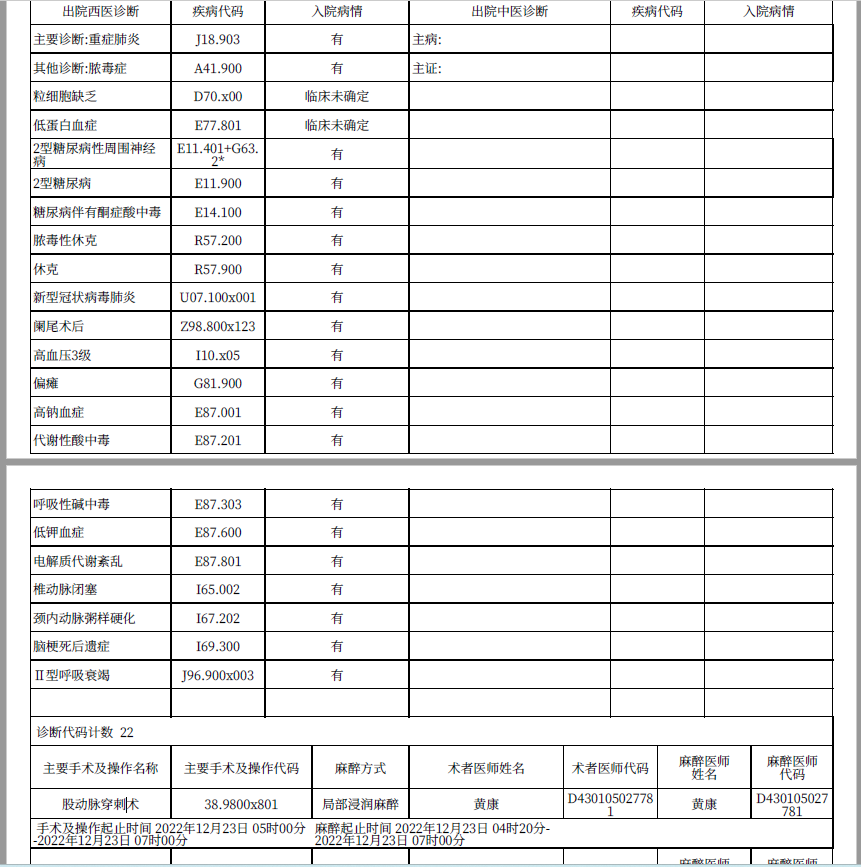 出院西医诊断 疾病代码 入院病情 出院中医诊断 疾病代码 入院病情
主要诊断:重症肺炎 J18.903 有 主病:
其他诊断:脓毒症 A41.900 有 主证:
粒细胞缺乏 D70.x00 临床未确定
低蛋白血症 E77.801 临床未确定
2型糖尿病性周围神经
病 E11.401+G63.
2* 有
2型糖尿病 E11.900 有
糖尿病伴有酮症酸中毒 E14.100 有
脓毒性休克 R57.200 有
休克 R57.900 有
新型冠状病毒肺炎 U07.100x001 有
阑尾术后 Z98.800x123 有
高血压3级 I10.x05 有
偏瘫 G81.900 有
高钠血症 E87.001 有
代谢性酸中毒 E87.201 有
呼吸性碱中毒 E87.303 有
低钾血症 E87.600 有
电解质代谢紊乱 E87.801 有
椎动脉闭塞 I65.002 有
颈内动脉粥样硬化 I67.202 有
脑梗死后遗症 I69.300 有
II型呼吸衰竭 J96.900x003 有
诊断代码计数 22
主要手术及操作名称 主要手术及操作代码 麻醉方式 术者医师姓名 术者医师代码 麻醉医师
姓名 麻醉医师
代码
股动脉穿刺术 38.9800x801 局部浸润麻醉 黄康 D43010502778
1 黄康 D430105027
781
手术及操作起止时间 2022年12月23日 05时00分
-2022年12月23日 07时00分
麻醉起止时间 2022年12月23日 04时20分-
2022年12月23日 07时00分
麻醉医师 麻醉医师